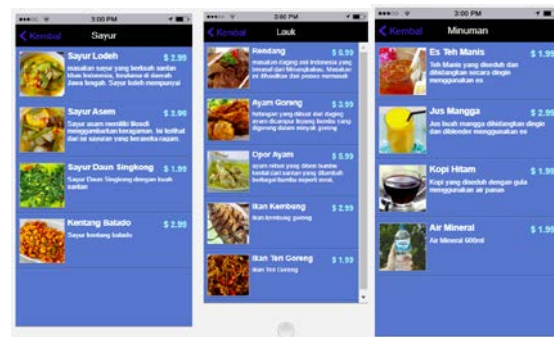 3:00 PM
Kembali
Sayur
Sayur Lodeh
$ 2.99
masakan sayur yang berkuah santan
khas Indonesia, terutama di daerah
Jawa tengah. Sayur lodeh mempunyai
Sayur Asem
$ 2.99
Sayur asam memiliki filosofi
menggambarkan keragaman. Isi terlihat
dari isi sayuran yang beraneka ragam.
Sayur Daun Singkong
$ 1.99
Sayur Daun Singkong dengan kuah
santan
Kentang Balado
$ 2.99
Sayur kentang balado
3:00 PM
Kembali
Lauk
Rendang
$ 5.99
masakan daging asli Indonesia yang
berasal dari Minangkabau. Masakan
ini dihasilkan dari proses memasak
Ayam Goreng
$ 3.99
hidangan yang dibuat dari daging
ayam dicampur tepung bumbu yang
digoreng dalam minyak goreng
Opor Ayam
$ 5.99
ayam rebus yang diberi bumbu
kental dari santan yang ditambah
berbagai bumbu seperti serai,
Ikan Kembung
$ 2.99
Ikan kembung goreng
Ikan Teri Goreng
$ 1.99
Ikan Teri Goreng
3:00 PM
Kembali
Minuman
Es Teh Manis
$ 1.99
Teh Manis yang diseduh dan
dihidangkan secara dingin
menggunakan es
Jus Mangga
$ 2.99
Jus buah mangga dihidangkan dingin
dan diblender menggunakan es
Kopi Hitam
$ 1.99
Kopi yang diseduh dengan gula
menggunakan air panas
Air Mineral
$ 1.99
Air Mineral 600ml